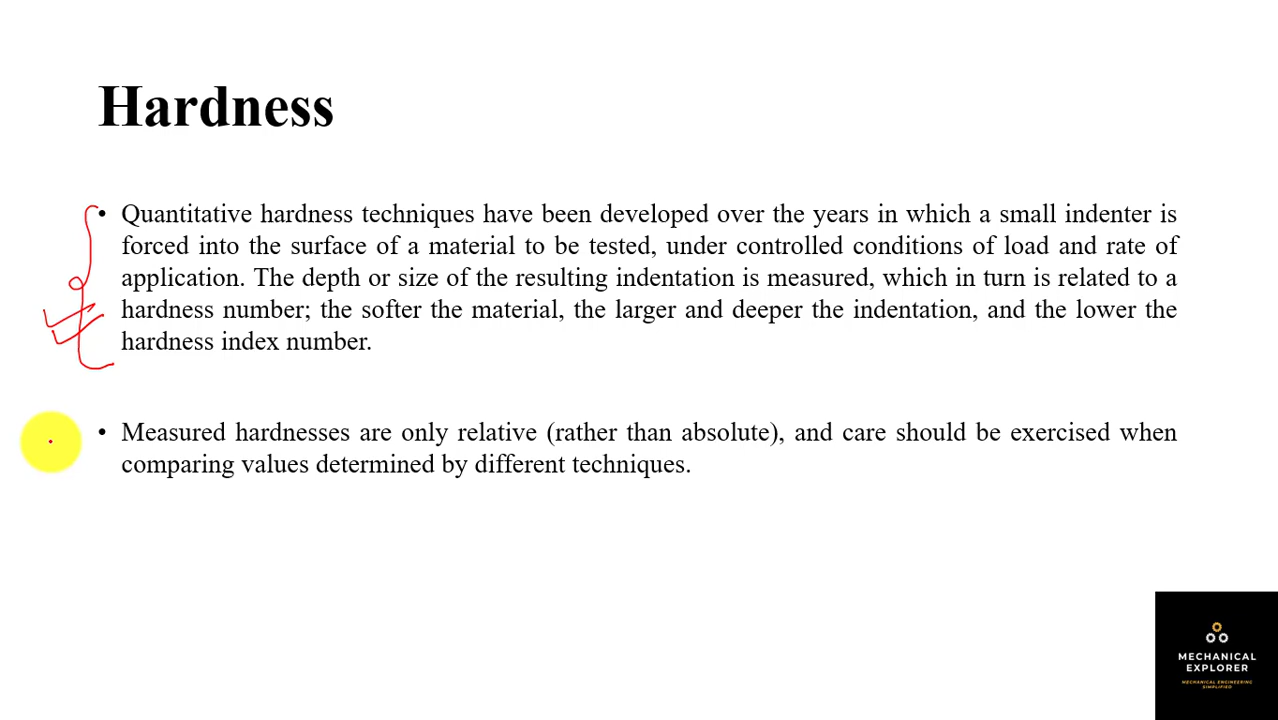 Hardness
• Quantitative hardness techniques have been developed over the years in which a small indenter is
forced into the surface of a material to be tested, under controlled conditions of load and rate of
application. The depth or size of the resulting indentation is measured, which in turn is related to a
hardness number; the softer the material, the larger and deeper the indentation, and the lower the
hardness index number.
• Measured hardnesses are only relative (rather than absolute), and care should be exercised when
comparing values determined by different techniques.
MECHANICAL
EXPLORER
MECHANICAL ENGINEERING
SIMPLIFIED